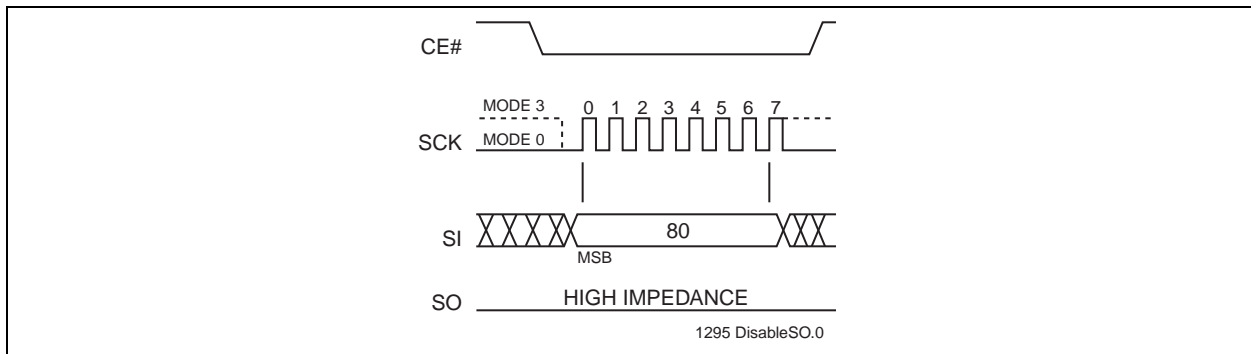 CE#
MODE 3
0 1 2 3 4 5 6 7
SCK
MODE 0
SI
80
MSB
SO
HIGH IMPEDANCE
1295 DisableSO.0